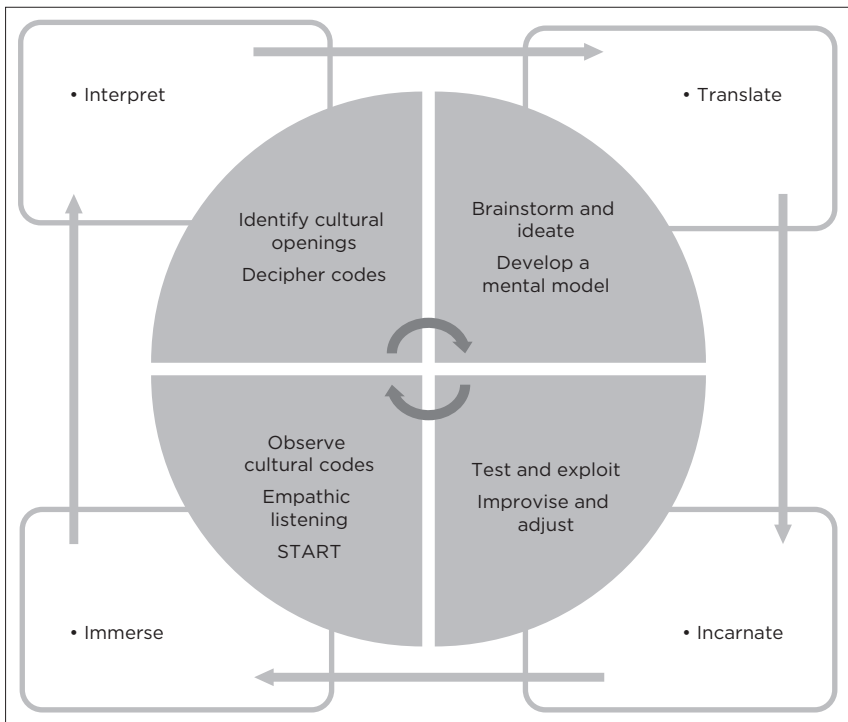 • Interpret
• Translate
Identify cultural
openings
Decipher codes
Brainstorm and
ideate
Develop a
mental model
Observe
cultural codes
Empathic
listening
START
Test and exploit
Improvise and
adjust
• Immerse
• Incarnate